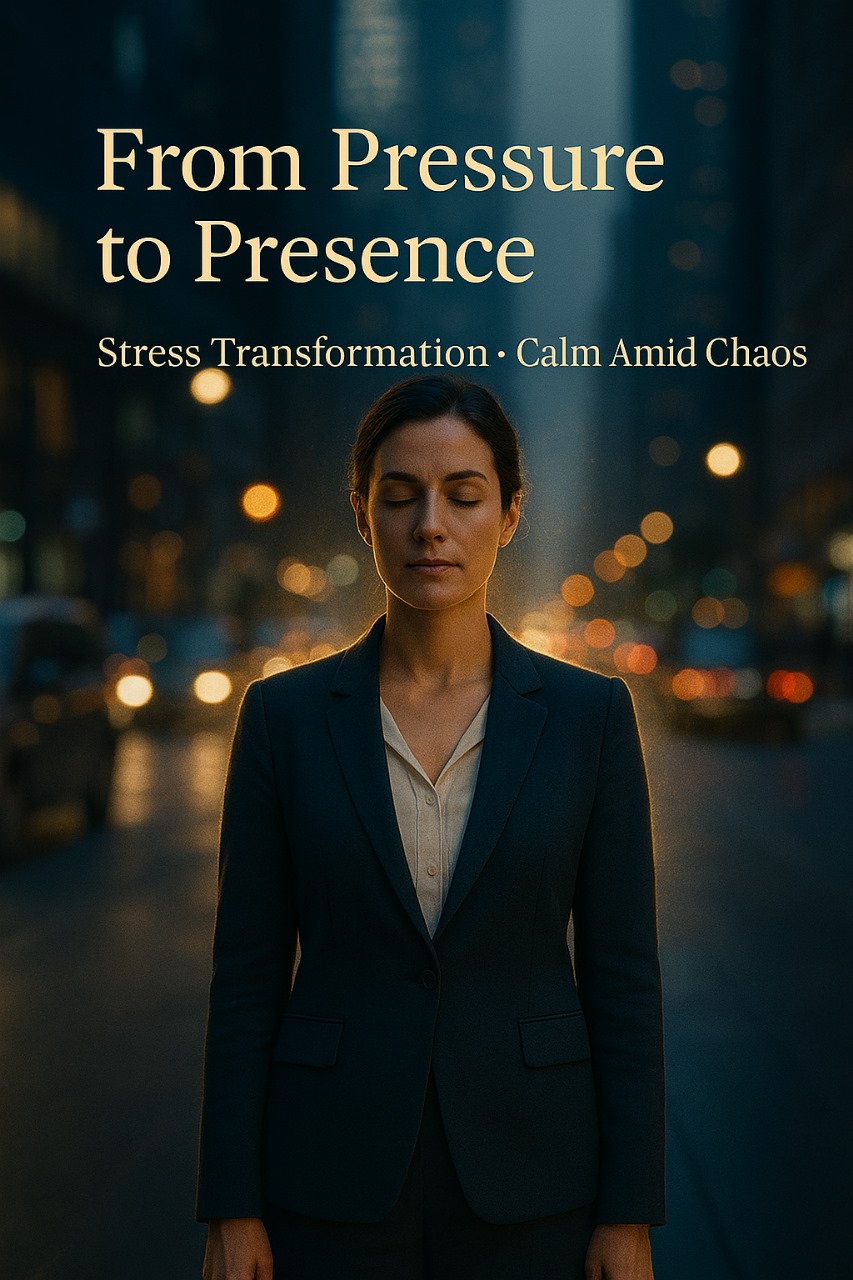 From Pressure
to Presence
Stress Transformation • Calm Amid Chaos